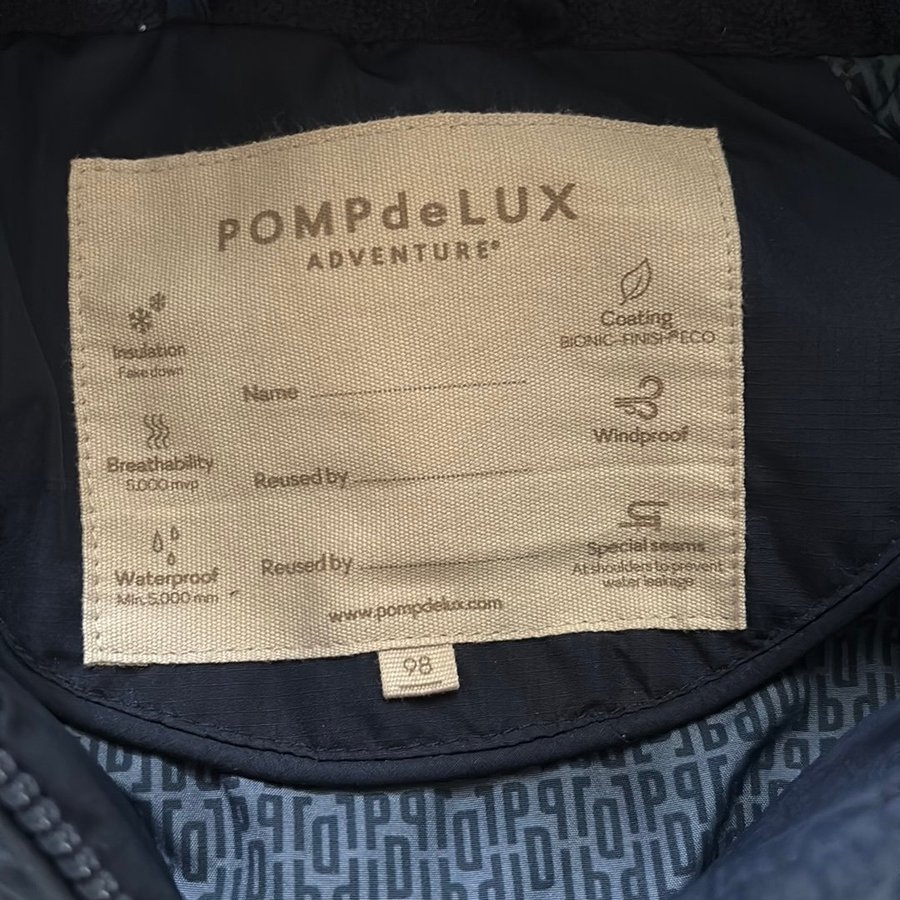 POMPdeLUX
ADVENTURE®
Insulation
Fake down
Breathability
5.000 mvp
Waterproof
Min. 5.000 mm
Name
Reused by
Reused by
www.pompdelux.com
Coating
BIONIC-FINISH®ECO
Windproof
Special seams
At shoulders to prevent
water leakage
98